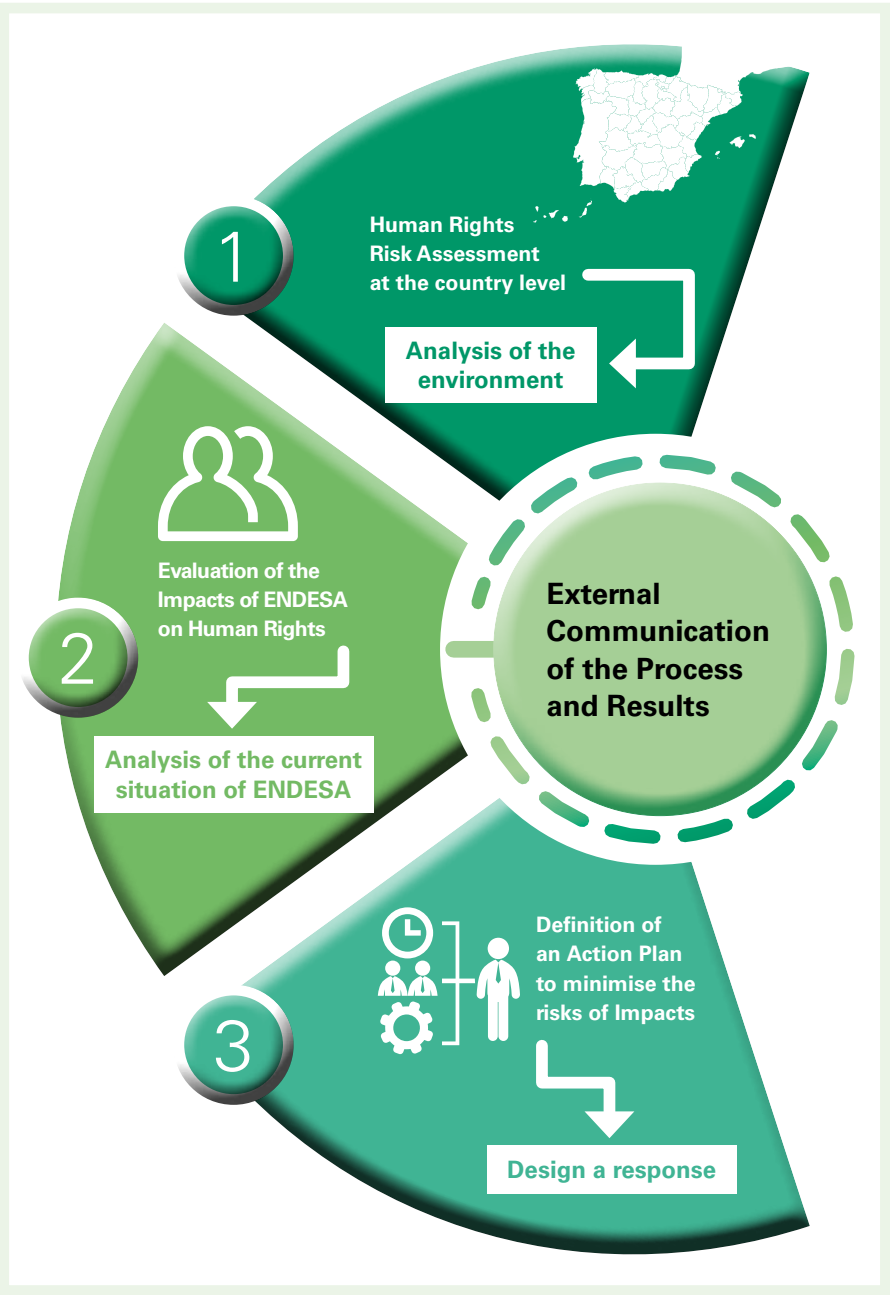 1
Human Rights
Risk Assessment
at the country level
Analysis of the
environment
2
Evaluation of the
Impacts of ENDESA
on Human Rights
Analysis of the current
situation of ENDESA
External
Communication
of the Process
and Results
3
Definition of
an Action Plan
to minimise the
risks of Impacts
Design a response